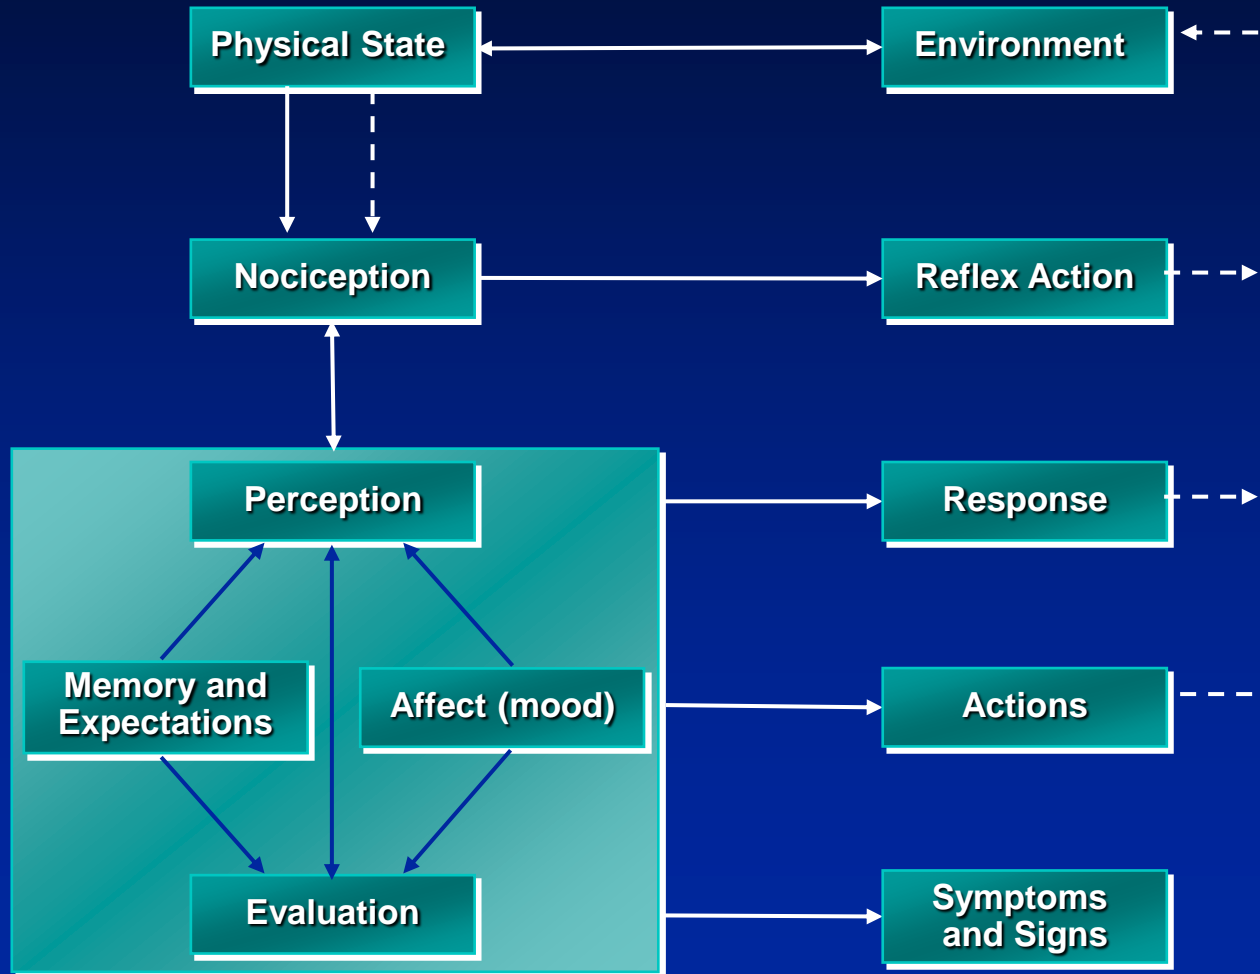 Physical State
Environment
Nociception
Reflex Action
Perception
Response
Memory and
Expectations
Affect (mood)
Actions
Evaluation
Symptoms
and Signs